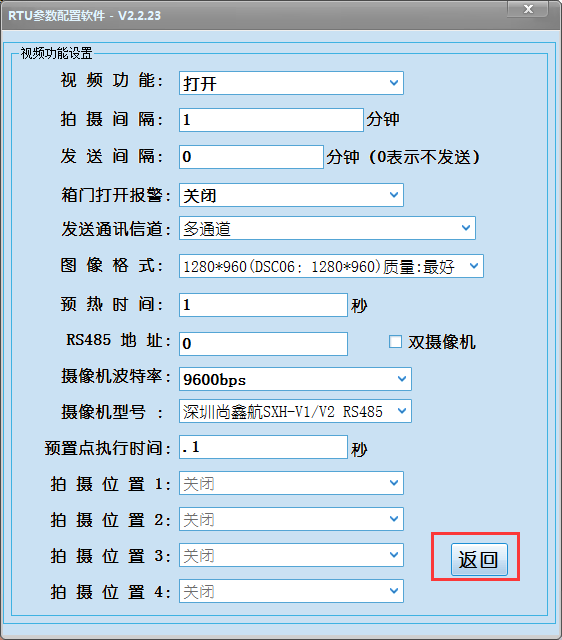 RTU参数配置软件 - V2.2.23
视频功能设置
视 频 功 能： 打开
拍 摄 间 隔： 1 分钟
发 送 间 隔： 0 分钟（0表示不发送）
箱门打开报警： 关闭
发送通讯信道： 多通道
图 像 格 式： 1280*960(DSC06: 1280*960)质量:最好
预 热 时 间： 1 秒
RS485 地 址： 0 双摄像机
摄像机波特率： 9600bps
摄像机型号 ： 深圳尚鑫航SXH-V1/V2 RS485
预置点执行时间： .1 秒
拍 摄 位 置 1： 关闭
拍 摄 位 置 2： 关闭
拍 摄 位 置 3： 关闭
返回
拍 摄 位 置 4： 关闭